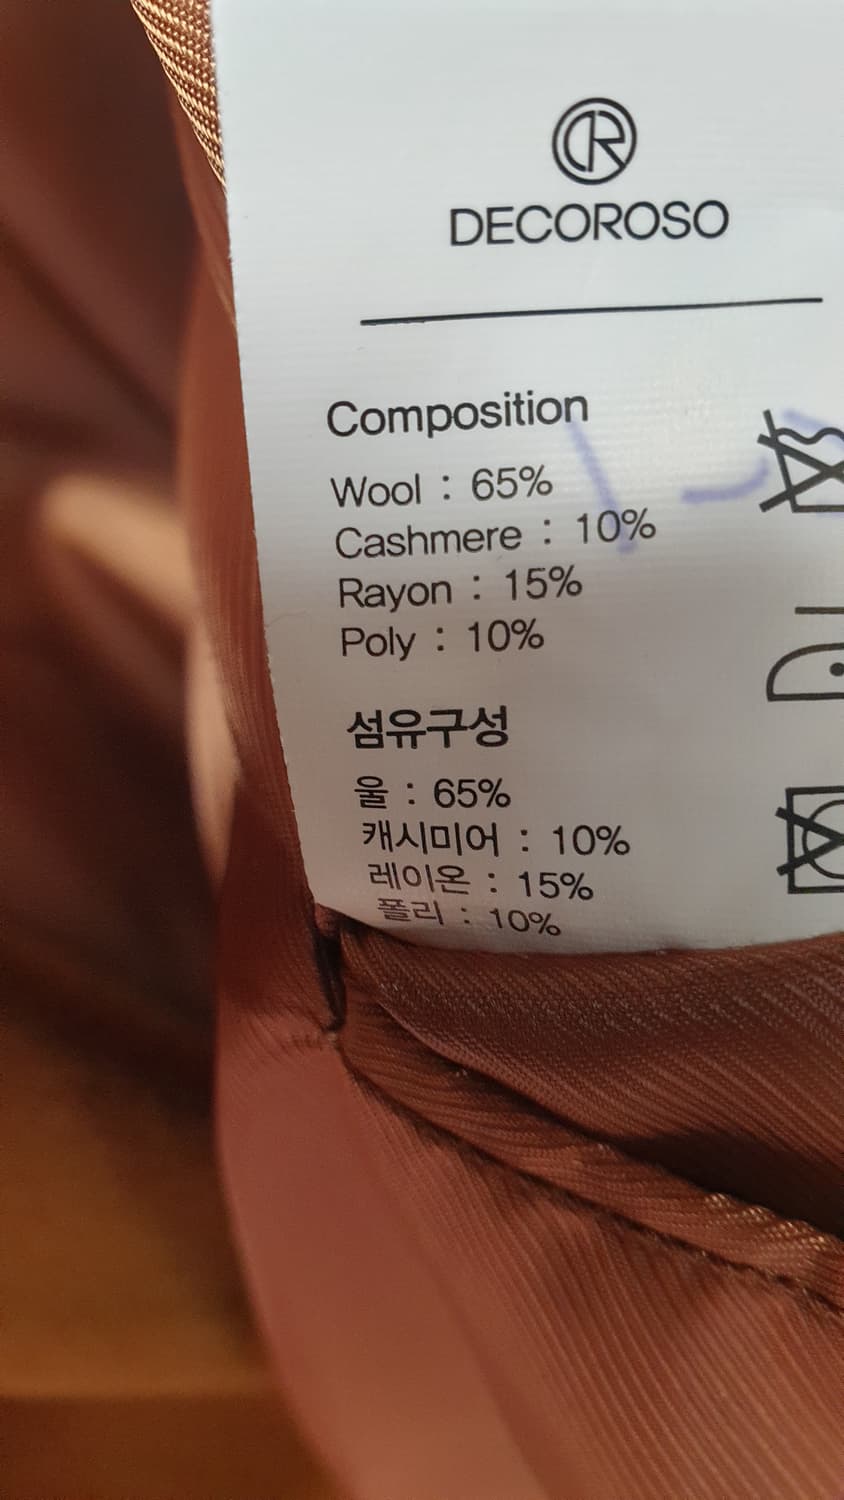 DECOROSO
Composition
Wool : 65%
Cashmere : 10%
Rayon : 15%
Poly : 10%
섬유구성
울 : 65%
캐시미어 : 10%
레이온 : 15%
폴리 : 10%